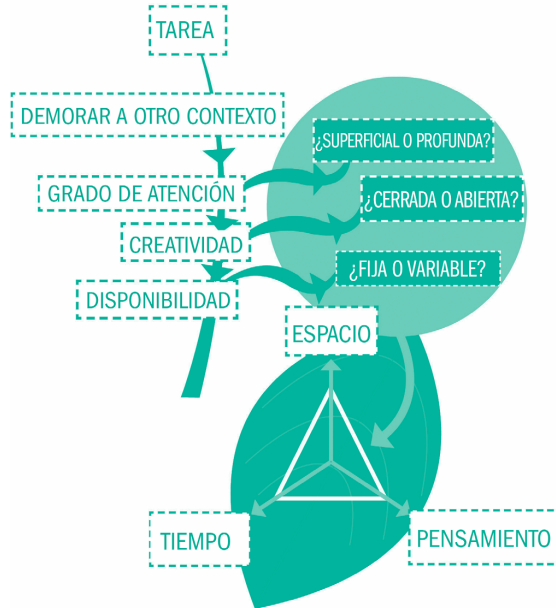 TAREA
DEMORAR A OTRO CONTEXTO
¿SUPERFICIAL O PROFUNDA?
GRADO DE ATENCIÓN
¿CERRADA O ABIERTA?
CREATIVIDAD
¿FIJA O VARIABLE?
DISPONIBILIDAD
ESPACIO
TIEMPO
PENSAMIENTO